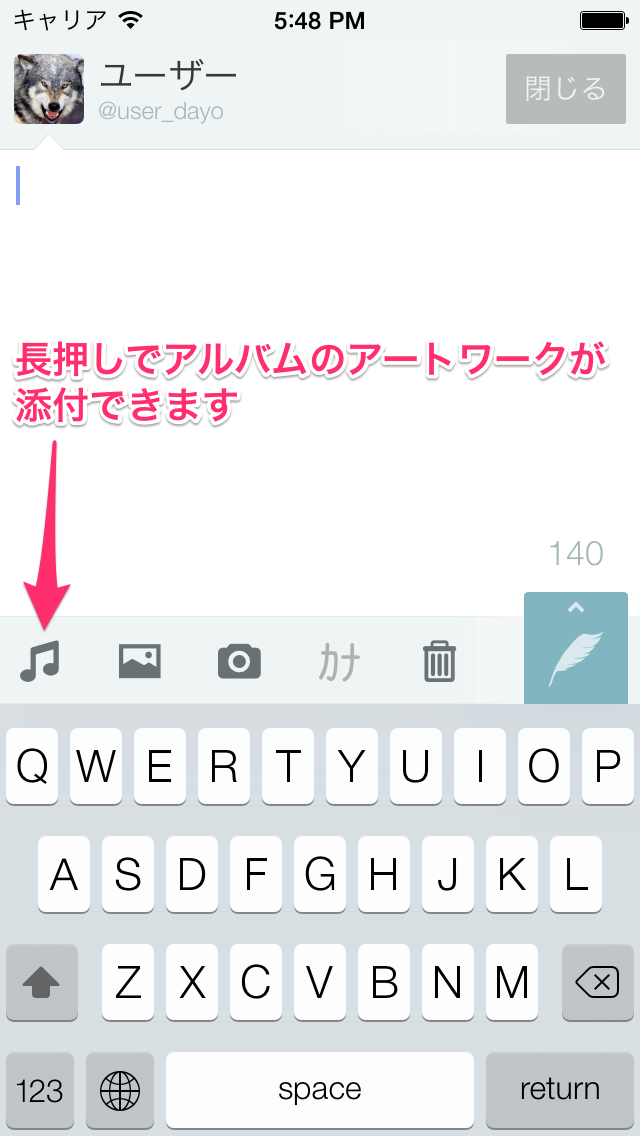 キャリア 5:48 PM
ユーザー
@user_dayo
閉じる
長押しでアルバムのアートワークが
添付できます
140
カナ
Q W E R T Y U I O P
A S D F G H J K L
Z X C V B N M
123 space return